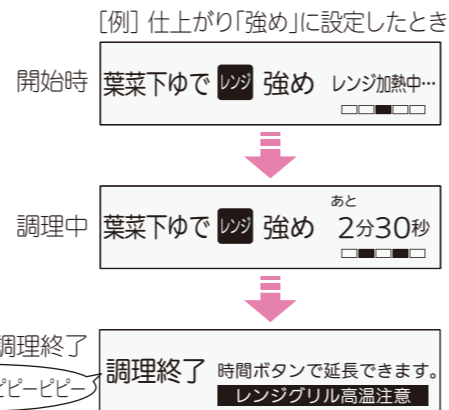 [例] 仕上がり｢強め｣に設定したとき
開始時
葉菜下ゆで レンジ 強め レンジ加熱中…
調理中
葉菜下ゆで レンジ 強め あと 2分30秒
調理終了
ピピーピピー
調理終了 時間ボタンで延長できます。
レンジグリル高温注意